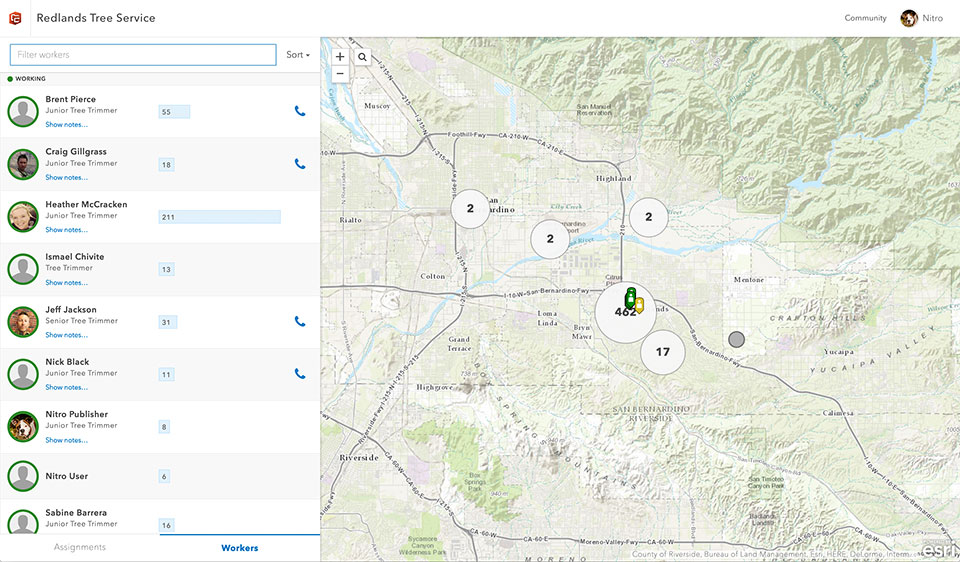 Redlands Tree Service
Community
Nitro
Filter workers
Sort
WORKING
Brent Pierce
Junior Tree Trimmer
55
Show notes...
Craig Gillgrass
Junior Tree Trimmer
18
Show notes...
Heather McCracken
Junior Tree Trimmer
211
Show notes...
Ismael Chivite
Tree Trimmer
13
Show notes...
Jeff Jackson
Senior Tree Trimmer
31
Show notes...
Nick Black
Junior Tree Trimmer
11
Show notes...
Nitro Publisher
Junior Tree Trimmer
8
Show notes...
Nitro User
6
Sabine Barrera
Junior Tree Trimmer
16
Assignments
Workers
+
−
Muscoy
San Manuel
Reservation
Foothill-Fwy
CA-210-W
CA-210-E
I-215-N
I-215-S
Highland
2
2
2
Rialto
Colton
I-10-W
San-Bernardino-Fwy
210
Mentone
462
17
Loma
Linda
Bryn
Mawr
Grand
Terrace
San-Bernardino-Fwy
CRAFTON HILLS
Yucaipa
YUCAIPA VALLEY
Highgrove
SAN BERNARDINO
RIVERSIDE
Calimesa
Riverside
Box
Springs
Park
940 m
San Timoteo
Canyon Park
Badlands
Landfill
Sycamore
Canyon
Wilderness Park
CA-60-W
CA-60-E
Moreno-Valley-Fwy
MORENO
County of Riverside, Bureau of Land Management, Esri, HERE, DeLorme, Interm...
esri